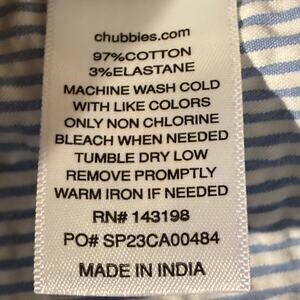 chubbies.com
97%COTTON
3%ELASTANE
MACHINE WASH COLD
WITH LIKE COLORS
ONLY NON CHLORINE
BLEACH WHEN NEEDED
TUMBLE DRY LOW
REMOVE PROMPTLY
WARM IRON IF NEEDED
RN# 143198
PO# SP23CA00484
MADE IN INDIA